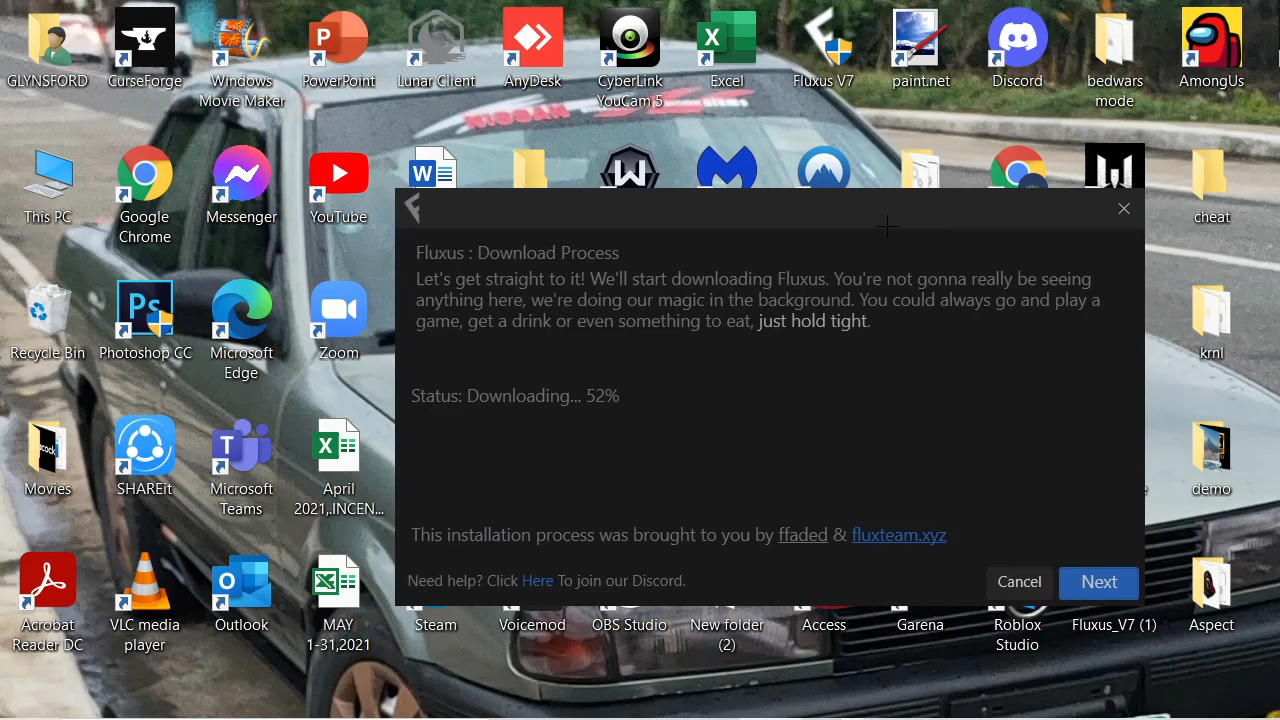 GLYNSFORD
CurseForge
Windows
Movie Maker
PowerPoint
Lunar Client
AnyDesk
CyberLink
YouCam 5
Excel
Fluxus V7
paint.net
Discord
bedwars
mode
AmongUs
This PC
Google
Chrome
Messenger
YouTube
cheat
Fluxus : Download Process
Let's get straight to it! We'll start downloading Fluxus. You're not gonna really be seeing
anything here, we're doing our magic in the background. You could always go and play a
game, get a drink or even something to eat, just hold tight.
Status: Downloading... 52%
This installation process was brought to you by ffaded & fluxteam.xyz
Need help? Click Here To join our Discord.
Cancel
Next
Recycle Bin
Photoshop CC
Microsoft
Edge
Zoom
krnl
Movies
SHAREit
Microsoft
Teams
April
2021,.INCEN...
demo
Acrobat
Reader DC
VLC media
player
Outlook
MAY
1-31,2021
Steam
Voicemod
OBS Studio
New folder
(2)
Access
Garena
Roblox
Studio
Fluxus_V7 (1)
Aspect